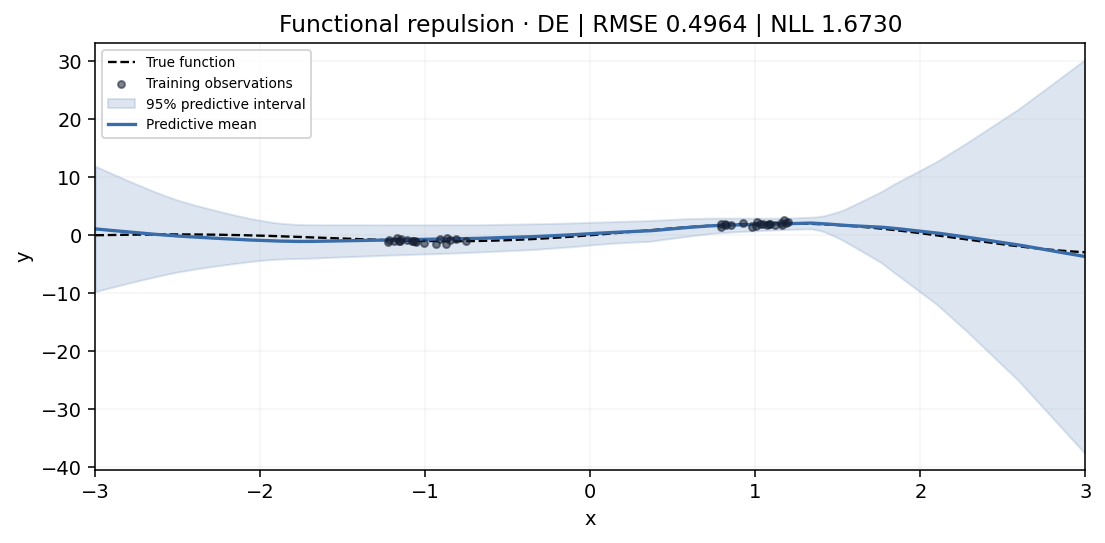 Functional repulsion · DE | RMSE 0.4964 | NLL 1.6730
True function
Training observations
95% predictive interval
Predictive mean
30
20
10
0
−10
−20
−30
−40
y
−3
−2
−1
0
1
2
3
x